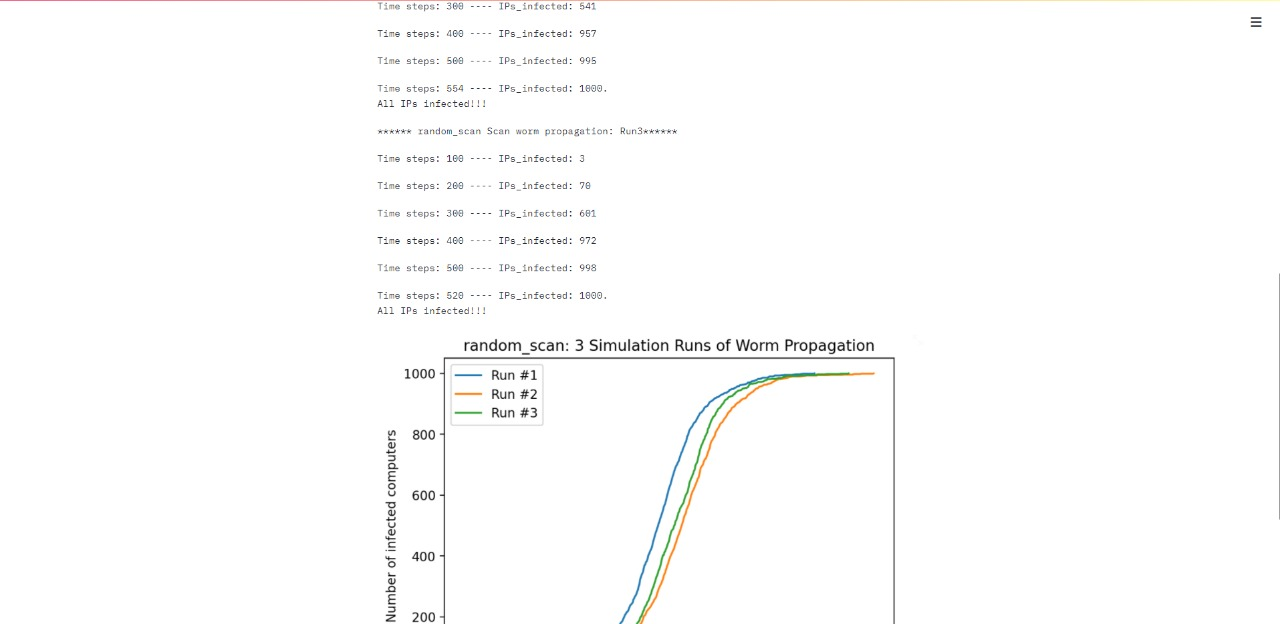 Time steps: 300 ---- IPs_infected: 541
Time steps: 400 ---- IPs_infected: 957
Time steps: 500 ---- IPs_infected: 995
Time steps: 554 ---- IPs_infected: 1000.
All IPs infected!!!
****** random_scan Scan worm propagation: Run3******
Time steps: 100 ---- IPs_infected: 3
Time steps: 200 ---- IPs_infected: 70
Time steps: 300 ---- IPs_infected: 601
Time steps: 400 ---- IPs_infected: 972
Time steps: 500 ---- IPs_infected: 998
Time steps: 520 ---- IPs_infected: 1000.
All IPs infected!!!
random_scan: 3 Simulation Runs of Worm Propagation
Run #1
Run #2
Run #3
1000
800
600
400
200
Number of infected computers